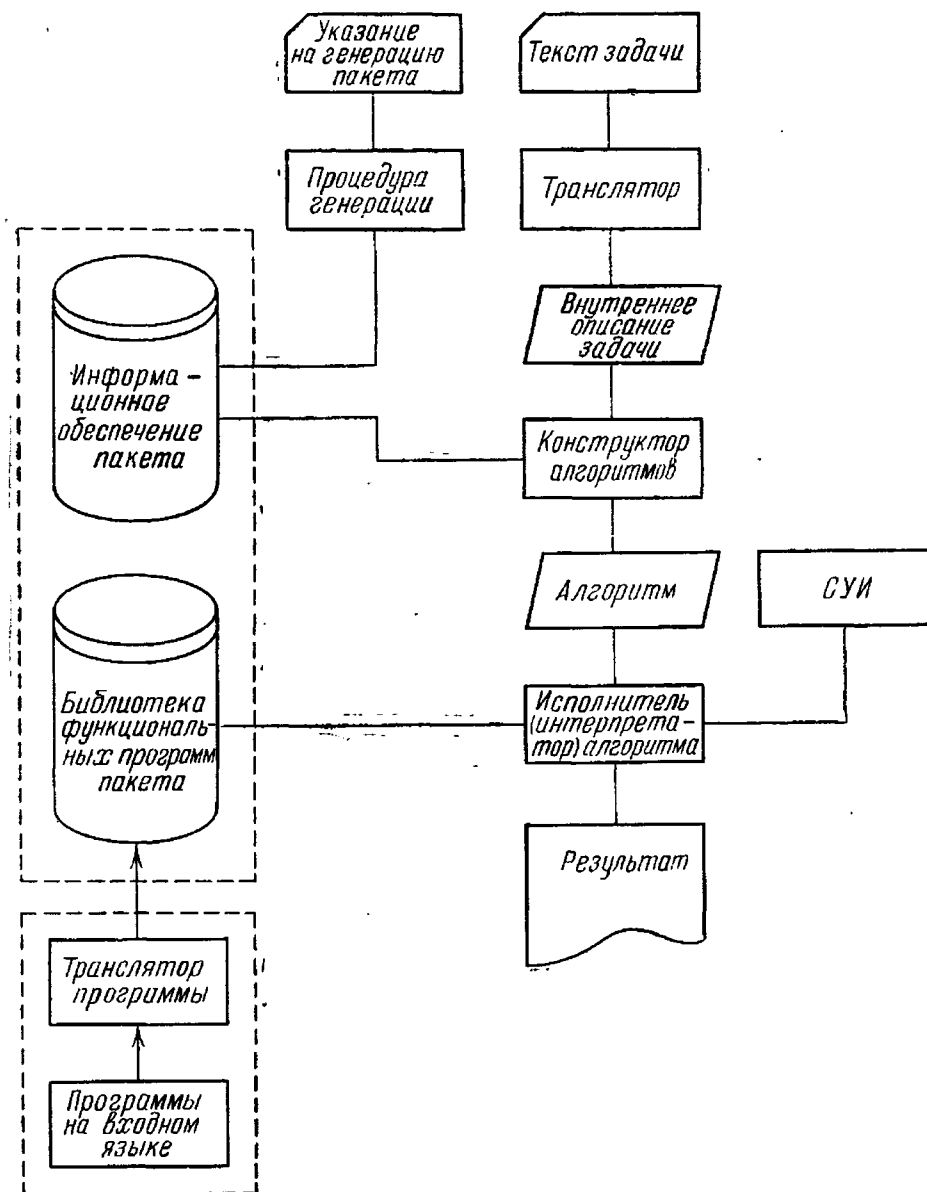 Указание
на генерацию
пакета
Текст задачи
Процедура
генерации
Транслятор
Внутреннее
описание
задачи
Информа-
ционное
обеспечение
пакета
Конструктор
алгоритмов
Алгоритм
СУИ
Библиотека
функциональ-
ных программ
пакета
Исполнитель
(интерпрета-
тор) алгоритма
Результат
Транслятор
программы
Программы
на входном
языке